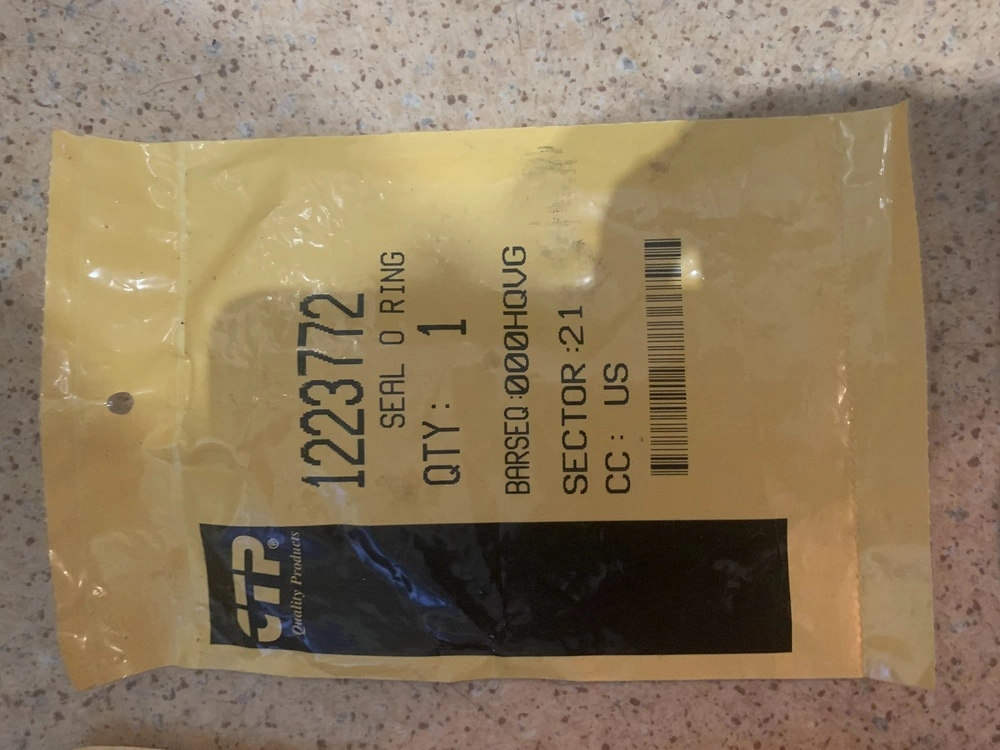 1223772
SEAL O RING
QTY: 1
BARSEQ:000HQVG
SECTOR:21
CC: US
CTP®
Quality Products